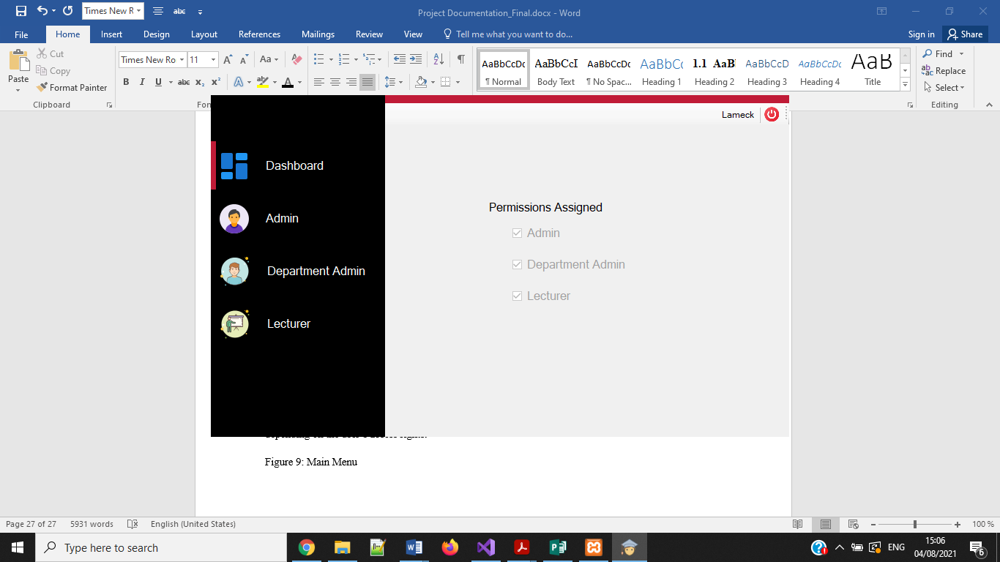 Times New R
abc
Project Documentation_Final.docx - Word
File
Home
Insert
Design
Layout
References
Mailings
Review
View
Tell me what you want to do...
Sign in
Share
Paste
Cut
Copy
Format Painter
Clipboard
Times New Ro
11
Aa
B I U abc x₂ x²
A
aby
A
AaBbCcDc
¶ Normal
AaBbCcI
Body Text
AaBbCcDc
¶ No Spac...
AaBbCc
Heading 1
1.1 AaB
Heading 2
AaBbCcD
Heading 3
AaBbCcDc
Heading 4
AaB
Title
Find
Replace
Select
Editing
Lameck
Dashboard
Admin
Department Admin
Lecturer
Permissions Assigned
Admin
Department Admin
Lecturer
Figure 9: Main Menu
Page 27 of 27
5931 words
English (United States)
100 %
Type here to search
ENG
15:06
04/08/2021
6